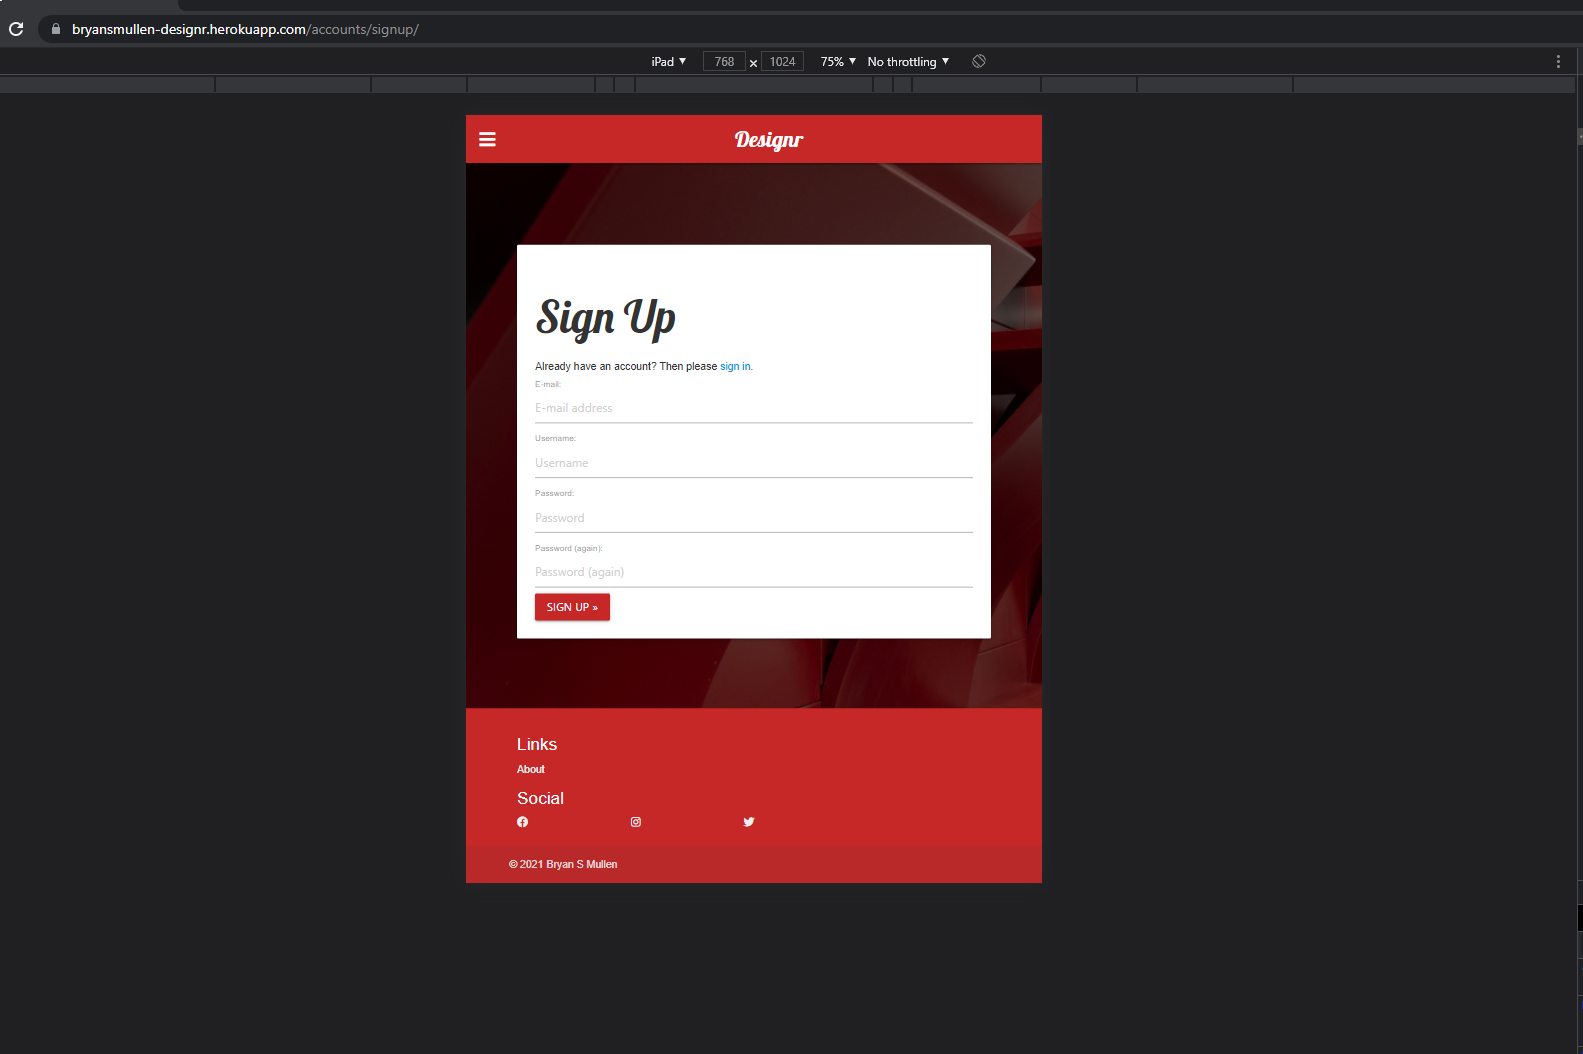 bryansmullen-designr.herokuapp.com/accounts/signup/
iPad ▼ 768 × 1024 75% ▼ No throttling ▼
Designr
Sign Up
Already have an account? Then please sign in.
E-mail:
E-mail address
Username:
Username
Password:
Password
Password (again):
Password (again)
SIGN UP »
Links
About
Social
© 2021 Bryan S Mullen